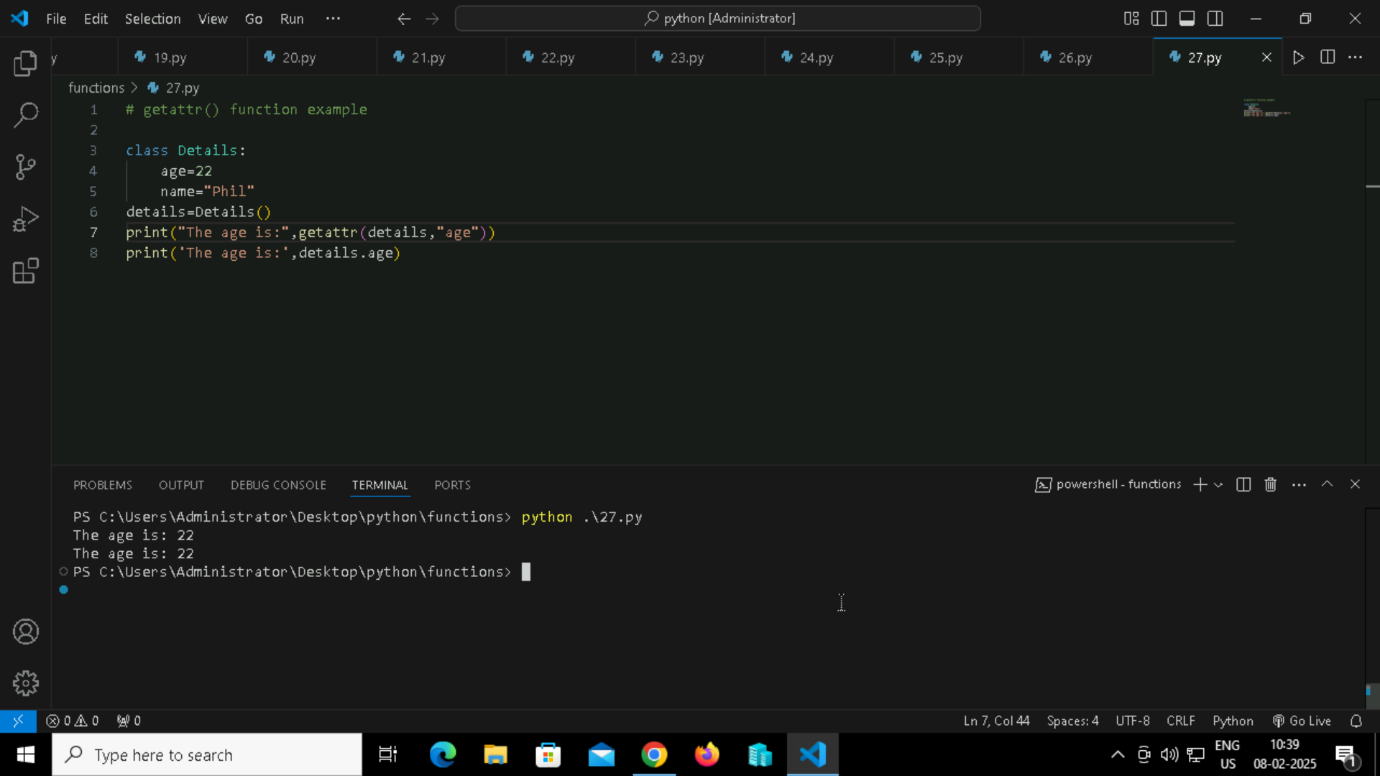 File Edit Selection View Go Run ··· python [Administrator]
y 19.py 20.py 21.py 22.py 23.py 24.py 25.py 26.py 27.py
functions > 27.py
1 # getattr() function example
2
3 class Details:
4 age=22
5 name="Phil"
6 details=Details()
7 print("The age is:",getattr(details,"age"))
8 print('The age is:',details.age)
PROBLEMS OUTPUT DEBUG CONSOLE TERMINAL PORTS powershell - functions
PS C:\Users\Administrator\Desktop\python\functions> python .\27.py
The age is: 22
The age is: 22
PS C:\Users\Administrator\Desktop\python\functions>
0 0 0 Ln 7, Col 44 Spaces: 4 UTF-8 CRLF Python Go Live
Type here to search ENG US 10:39 08-02-2025 1